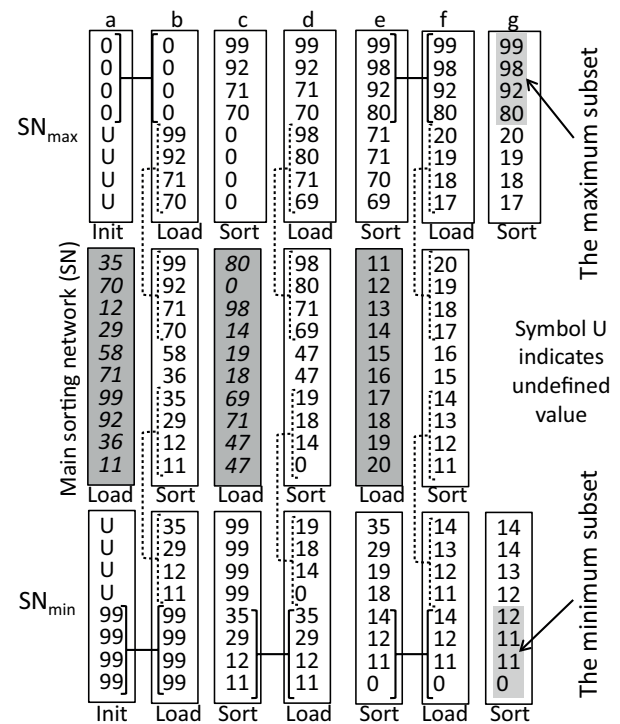 a b c d e f g
0 0 99 99 99 99 99
0 0 92 92 98 98 98
0 0 71 71 92 92 92
0 0 70 70 80 80 80
U 99 0 98 71 20 20
U 92 0 80 71 19 19
U 71 0 71 70 18 18
U 70 0 69 69 17 17
SNmax
Init Load Sort Load Sort Load Sort
The maximum subset
35 99 80 98 11 20
70 92 0 80 12 19
12 71 98 71 13 18
29 70 14 69 14 17
58 58 19 47 15 16
71 36 18 47 16 15
99 35 69 19 17 14
92 29 71 18 18 13
36 12 47 14 19 12
11 11 47 0 20 11
Main sorting network (SN)
Load Sort Load Sort Load Sort
Symbol U
indicates
undefined
value
U 35 99 19 35 14 14
U 29 99 18 29 13 14
U 12 99 14 19 12 13
U 11 99 0 18 11 12
99 99 35 35 14 14 12
99 99 29 29 12 12 11
99 99 12 12 11 11 11
99 99 11 11 0 0 0
SNmin
Init Load Sort Load Sort Load Sort
The minimum subset